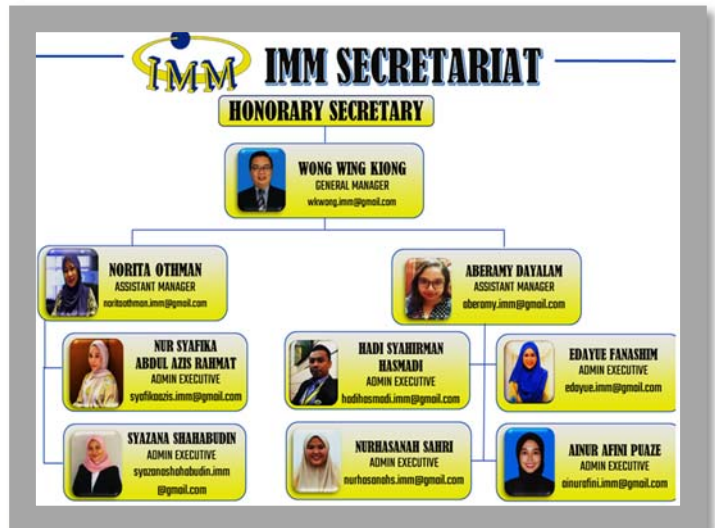 IMM
IMM SECRETARIAT
HONORARY SECRETARY
WONG WING KIONG
GENERAL MANAGER
wkwong.imm@gmail.com
NORITA OTHMAN
ASSISTANT MANAGER
noritaothman.imm@gmail.com
ABERAMY DAYALAM
ASSISTANT MANAGER
aberamy.imm@gmail.com
NUR SYAFIKA
ABDUL AZIS RAHMAT
ADMIN EXECUTIVE
syafikaazis.imm@gmail.com
HADI SYAHIRMAN
HASMADI
ADMIN EXECUTIVE
hadihasmadi.imm@gmail.com
EDAYUE FANASHIM
ADMIN EXECUTIVE
edayue.imm@gmail.com
SYAZANA SHAHABUDIN
ADMIN EXECUTIVE
syazanashahabudin.imm
@gmail.com
NURHASANAH SAHRI
ADMIN EXECUTIVE
nurhasanahs.imm@gmail.com
AINUR AFINI PUAZE
ADMIN EXECUTIVE
ainurafini.imm@gmail.com